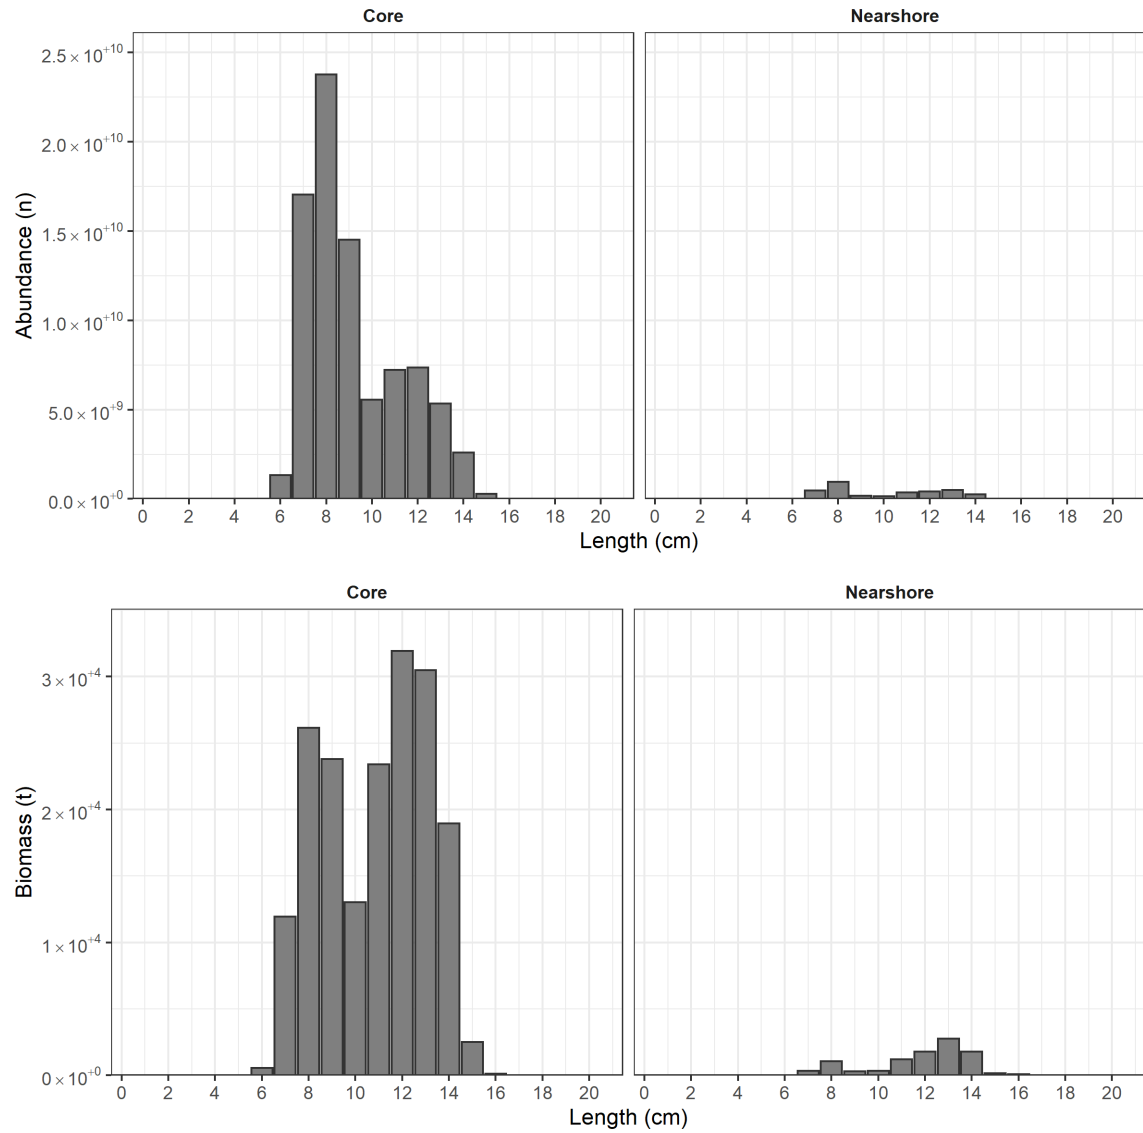 Core Nearshore
2.5 × 10⁺¹⁰
2.0 × 10⁺¹⁰
1.5 × 10⁺¹⁰
1.0 × 10⁺¹⁰
5.0 × 10⁺⁹
0.0 × 10⁺⁰
Abundance (n)
0 2 4 6 8 10 12 14 16 18 20 0 2 4 6 8 10 12 14 16 18 20
Length (cm)
Core Nearshore
3 × 10⁺⁴
2 × 10⁺⁴
1 × 10⁺⁴
0 × 10⁺⁰
Biomass (t)
0 2 4 6 8 10 12 14 16 18 20 0 2 4 6 8 10 12 14 16 18 20
Length (cm)